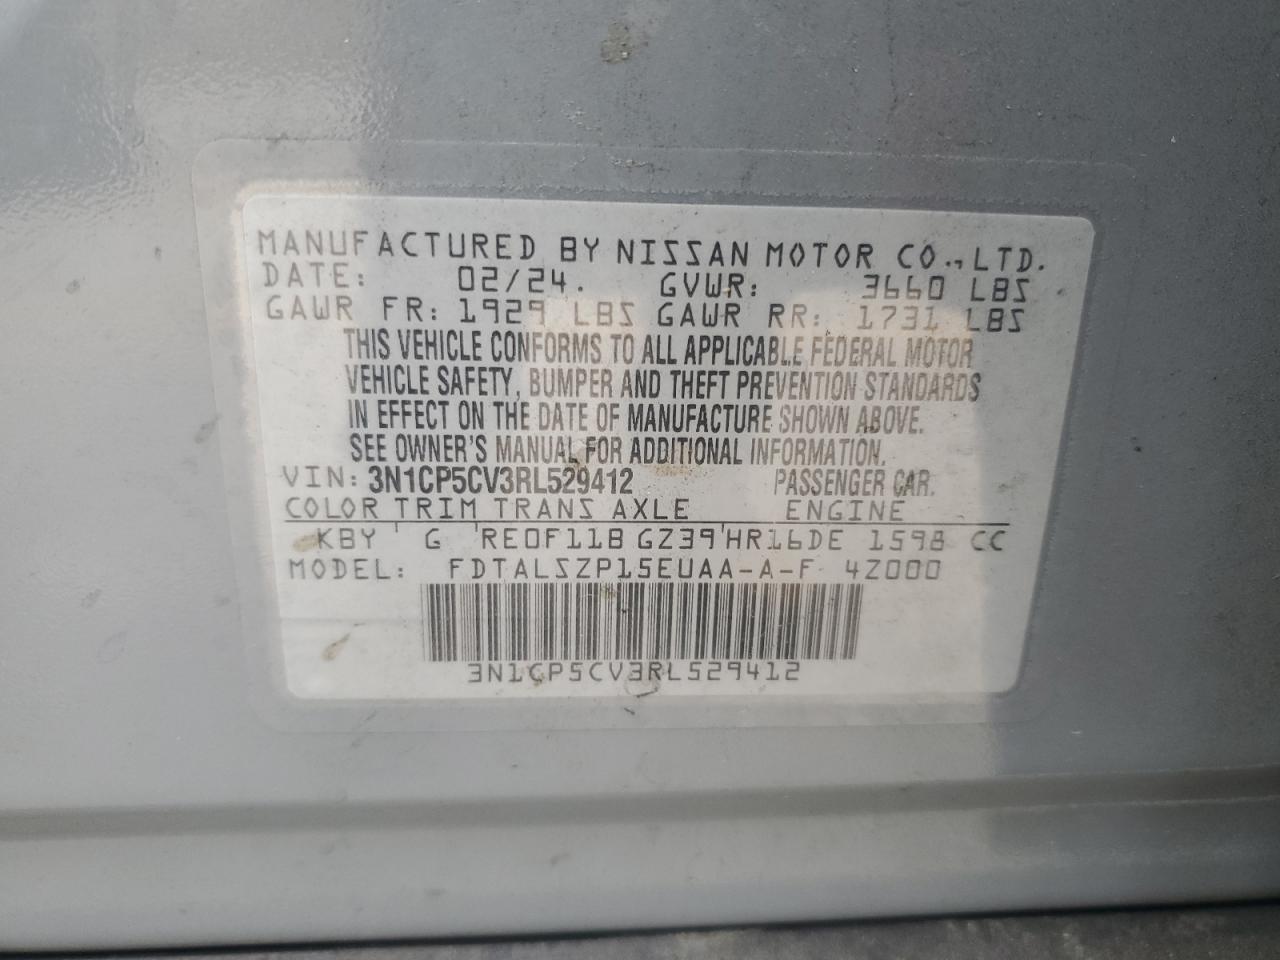 MANUFACTURED BY NISSAN MOTOR CO., LTD.
DATE: 02/24. GVWR: 3660 LBS
GAWR FR: 1929 LBS GAWR RR: 1731 LBS
THIS VEHICLE CONFORMS TO ALL APPLICABLE FEDERAL MOTOR
VEHICLE SAFETY, BUMPER AND THEFT PREVENTION STANDARDS
IN EFFECT ON THE DATE OF MANUFACTURE SHOWN ABOVE.
SEE OWNER'S MANUAL FOR ADDITIONAL INFORMATION.
VIN: 3N1CP5CV3RL529412 PASSENGER CAR.
COLOR TRIM TRANS AXLE ENGINE
KBY G RE0F11B GZ39 HR16DE 1598 CC
MODEL: FDTALSZP15EUAA-A-F 4Z000
3N1CP5CV3RL529412